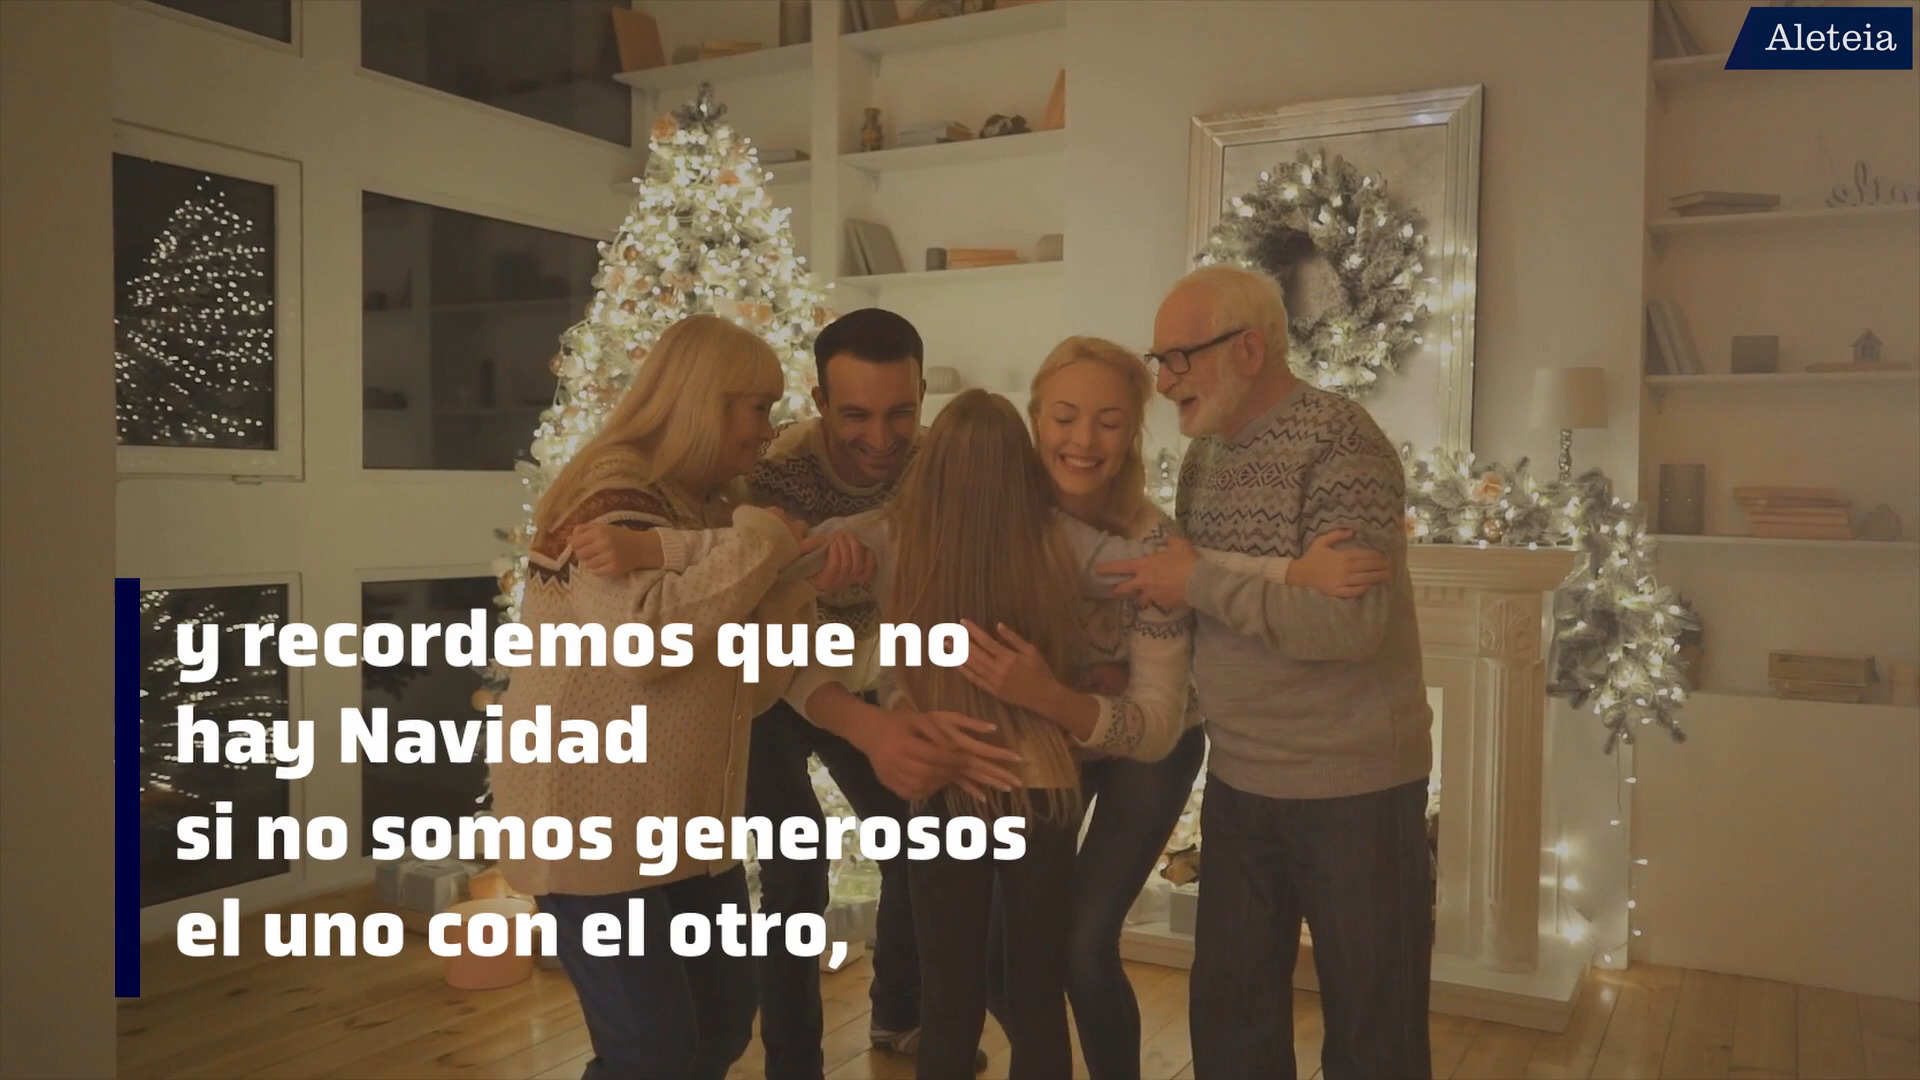 Aleteia
y recordemos que no
hay Navidad
si no somos generosos
el uno con el otro,